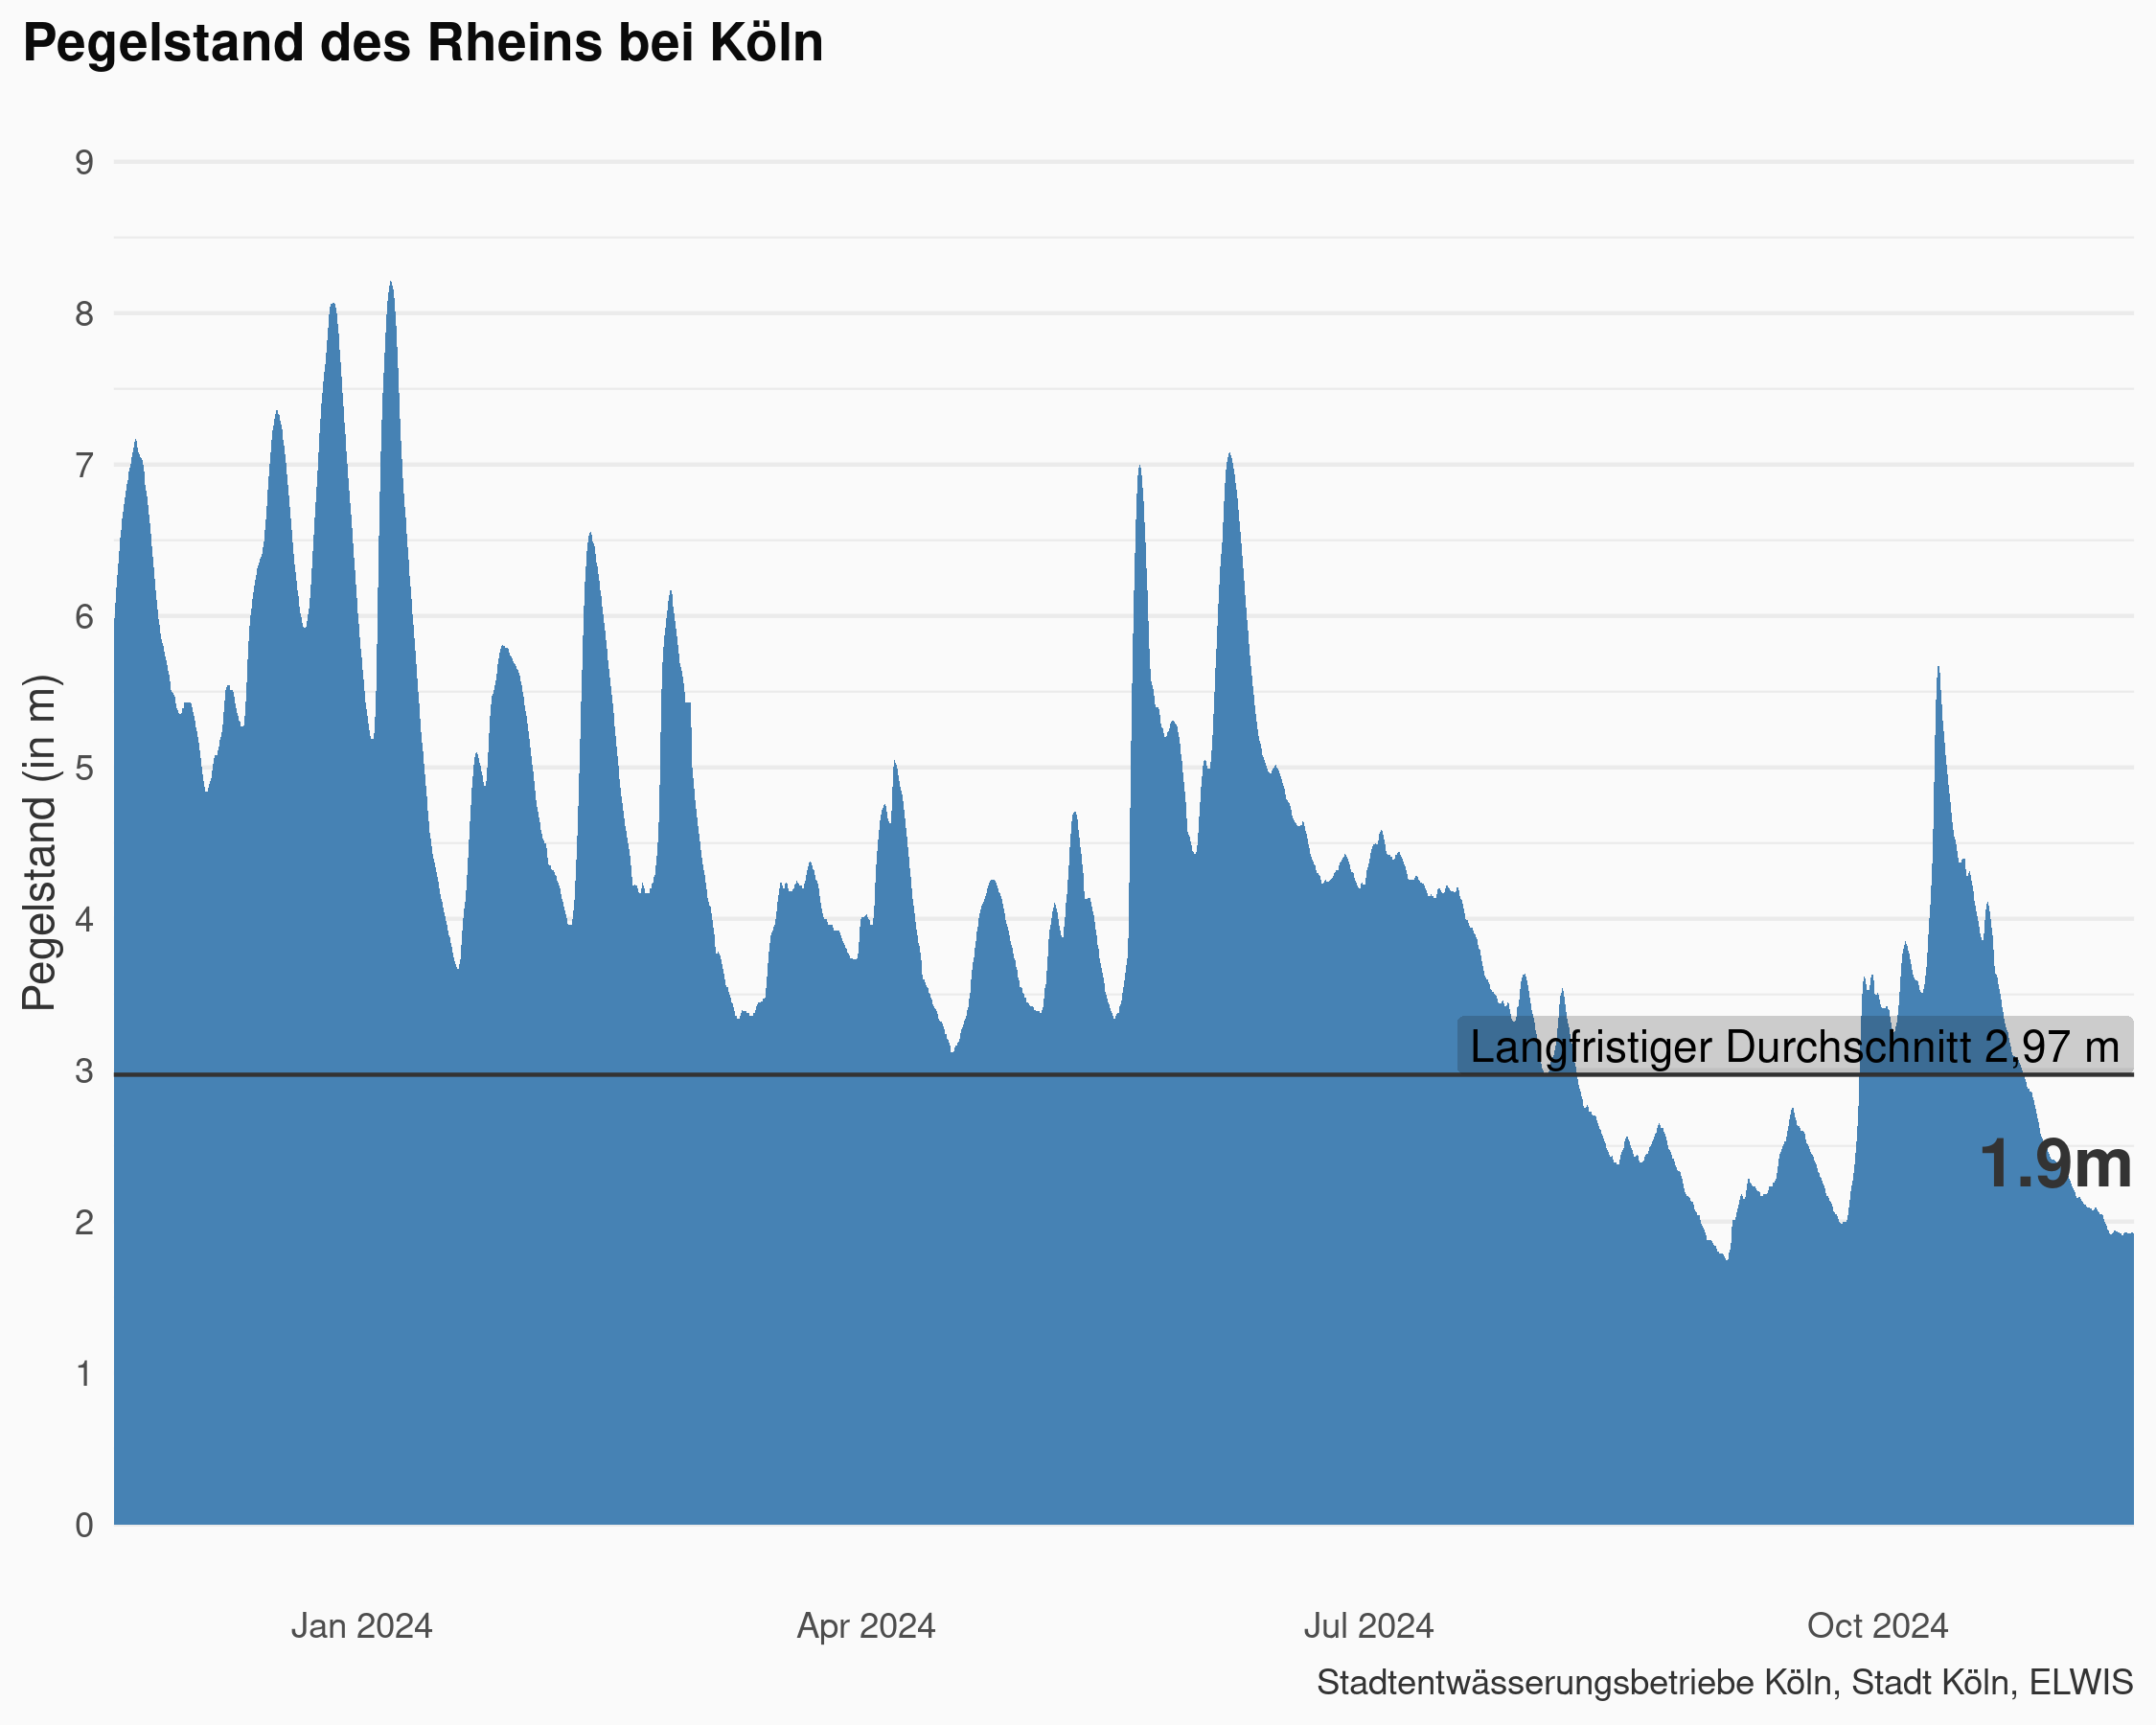 Pegelstand des Rheins bei Köln
Pegelstand (in m)
9
8
7
6
5
4
3
2
1
0
Langfristiger Durchschnitt 2,97 m
1.9m
Jan 2024
Apr 2024
Jul 2024
Oct 2024
Stadtentwässerungsbetriebe Köln, Stadt Köln, ELWIS